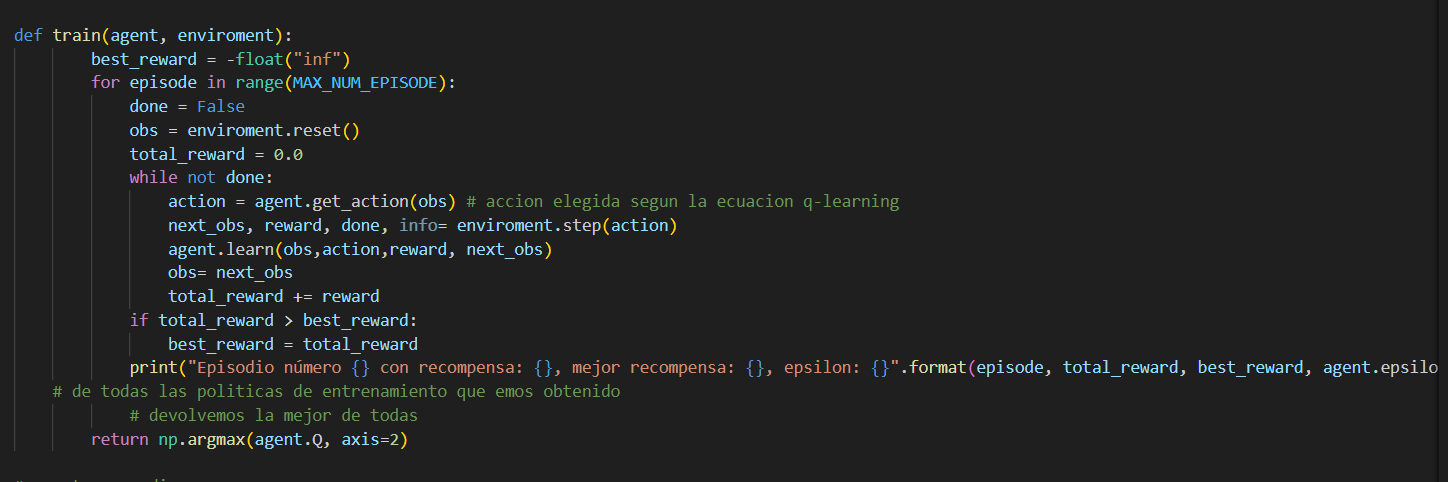 def train(agent, enviroment):
best_reward = -float("inf")
for episode in range(MAX_NUM_EPISODE):
done = False
obs = enviroment.reset()
total_reward = 0.0
while not done:
action = agent.get_action(obs) # accion elegida segun la ecuacion q-learning
next_obs, reward, done, info= enviroment.step(action)
agent.learn(obs,action,reward, next_obs)
obs= next_obs
total_reward += reward
if total_reward > best_reward:
best_reward = total_reward
print("Episodio número {} con recompensa: {}, mejor recompensa: {}, epsilon: {}".format(episode, total_reward, best_reward, agent.epsilo
# de todas las politicas de entrenamiento que emos obtenido
# devolvemos la mejor de todas
return np.argmax(agent.Q, axis=2)